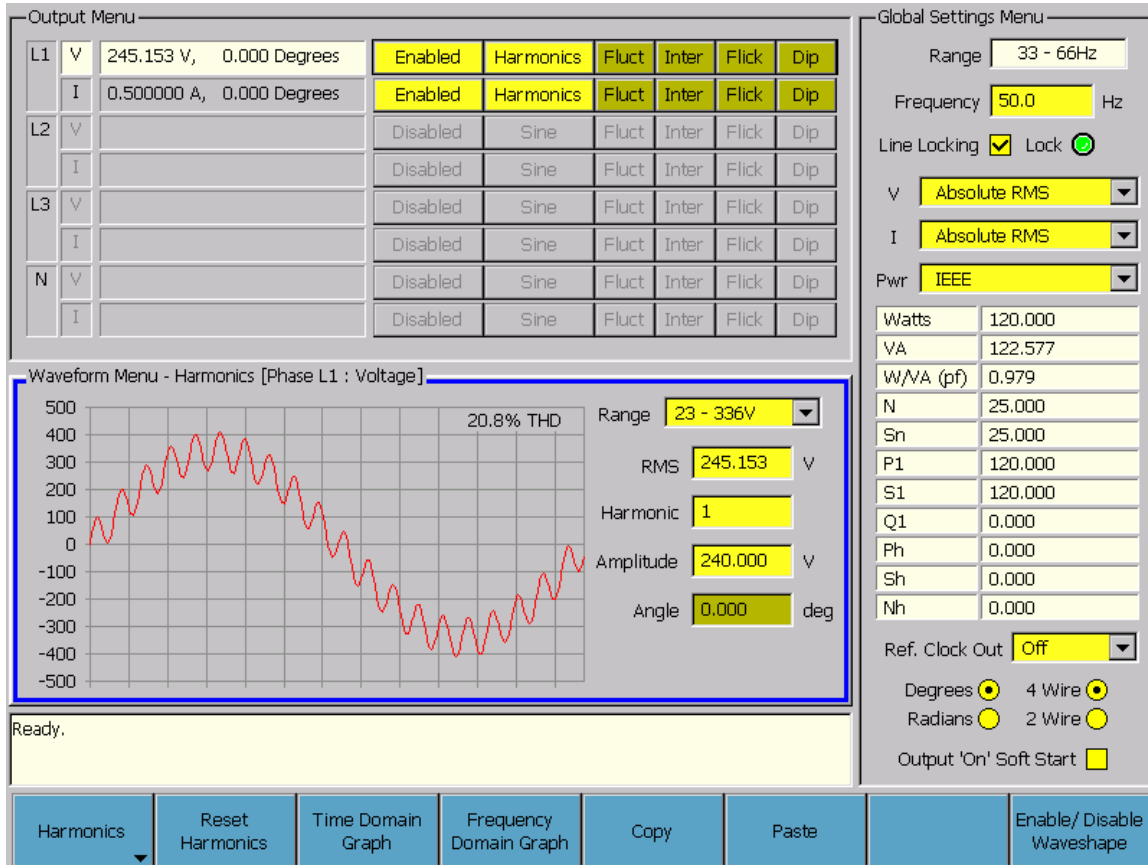 Output Menu
L1 V 245.153 V, 0.000 Degrees Enabled Harmonics Fluct Inter Flick Dip
I 0.500000 A, 0.000 Degrees Enabled Harmonics Fluct Inter Flick Dip
L2 V Disabled Sine Fluct Inter Flick Dip
I Disabled Sine Fluct Inter Flick Dip
L3 V Disabled Sine Fluct Inter Flick Dip
I Disabled Sine Fluct Inter Flick Dip
N V Disabled Sine Fluct Inter Flick Dip
I Disabled Sine Fluct Inter Flick Dip
Waveform Menu - Harmonics [Phase L1 : Voltage]
500
400
300
200
100
0
-100
-200
-300
-400
-500
20.8% THD
Range 23 - 336V
RMS 245.153 V
Harmonic 1
Amplitude 240.000 V
Angle 0.000 deg
Ready.
Global Settings Menu
Range 33 - 66Hz
Frequency 50.0 Hz
Line Locking Lock
V Absolute RMS
I Absolute RMS
Pwr IEEE
Watts 120.000
VA 122.577
W/VA (pf) 0.979
N 25.000
Sn 25.000
P1 120.000
S1 120.000
Q1 0.000
Ph 0.000
Sh 0.000
Nh 0.000
Ref. Clock Out Off
Degrees 4 Wire
Radians 2 Wire
Output 'On' Soft Start
Harmonics
Reset
Harmonics
Time Domain
Graph
Frequency
Domain Graph
Copy
Paste
Enable/ Disable
Waveshape